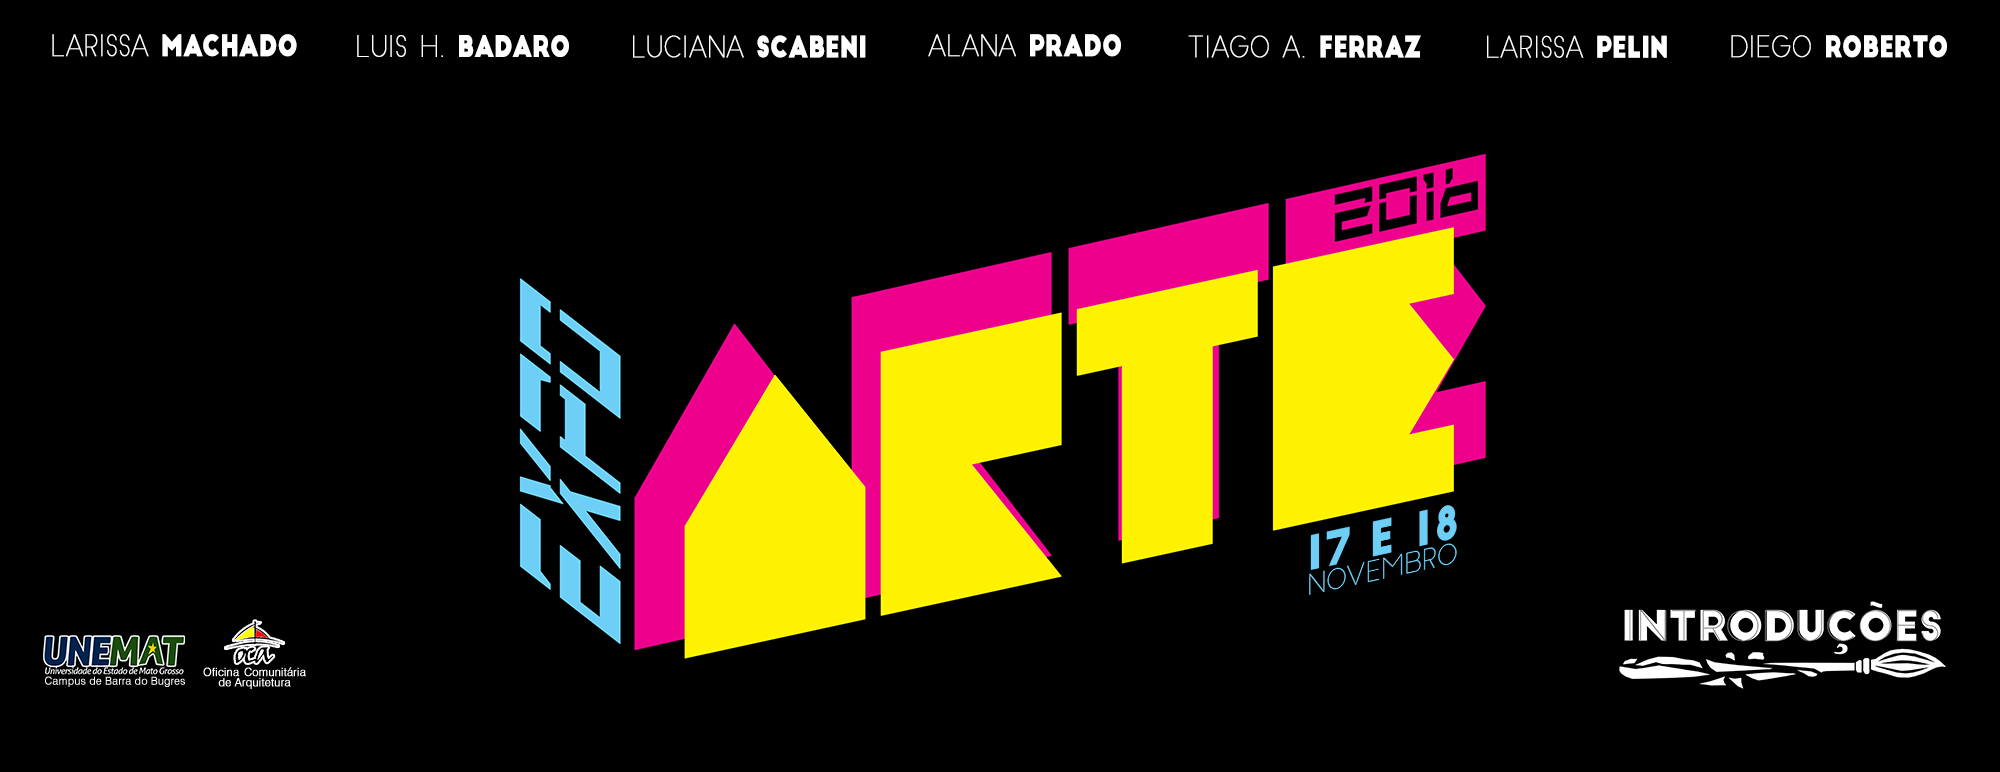 LARISSA MACHADO LUIS H. BADARO LUCIANA SCABENI ALANA PRADO TIAGO A. FERRAZ LARISSA PELIN DIEGO ROBERTO
EXPO
ARTE
2016
17 E 18
NOVEMBRO
UNEMAT
Universidade do Estado de Mato Grosso
Campus de Barra do Bugres
oca
Oficina Comunitária
de Arquitetura
INTRODUÇÕES